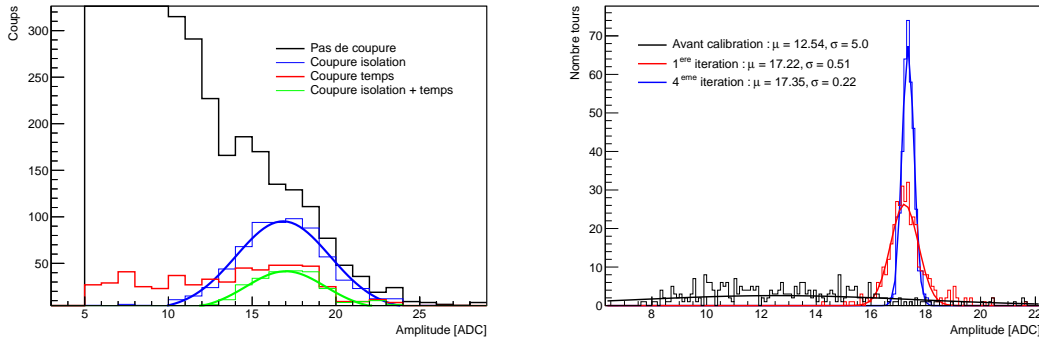 Coups
300
250
200
150
100
50
5
10
15
20
25
Amplitude [ADC]
Pas de coupure
Coupure isolation
Coupure temps
Coupure isolation + temps
Nombre tours
70
60
50
40
30
20
10
0
8
10
12
14
16
18
20
22
Amplitude [ADC]
Avant calibration : μ = 12.54, σ = 5.0
1ere iteration : μ = 17.22, σ = 0.51
4eme iteration : μ = 17.35, σ = 0.22